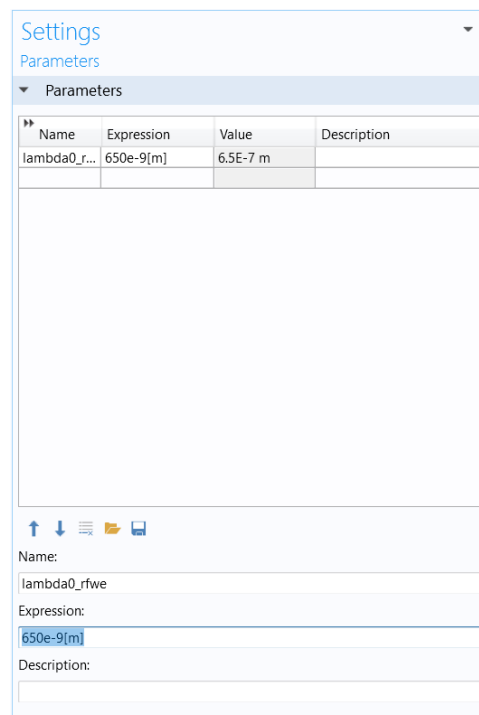 Settings
Parameters
Parameters
Name Expression Value Description
lambda0_r... 650e-9[m] 6.5E-7 m
Name:
lambda0_rfwe
Expression:
650e-9[m]
Description: